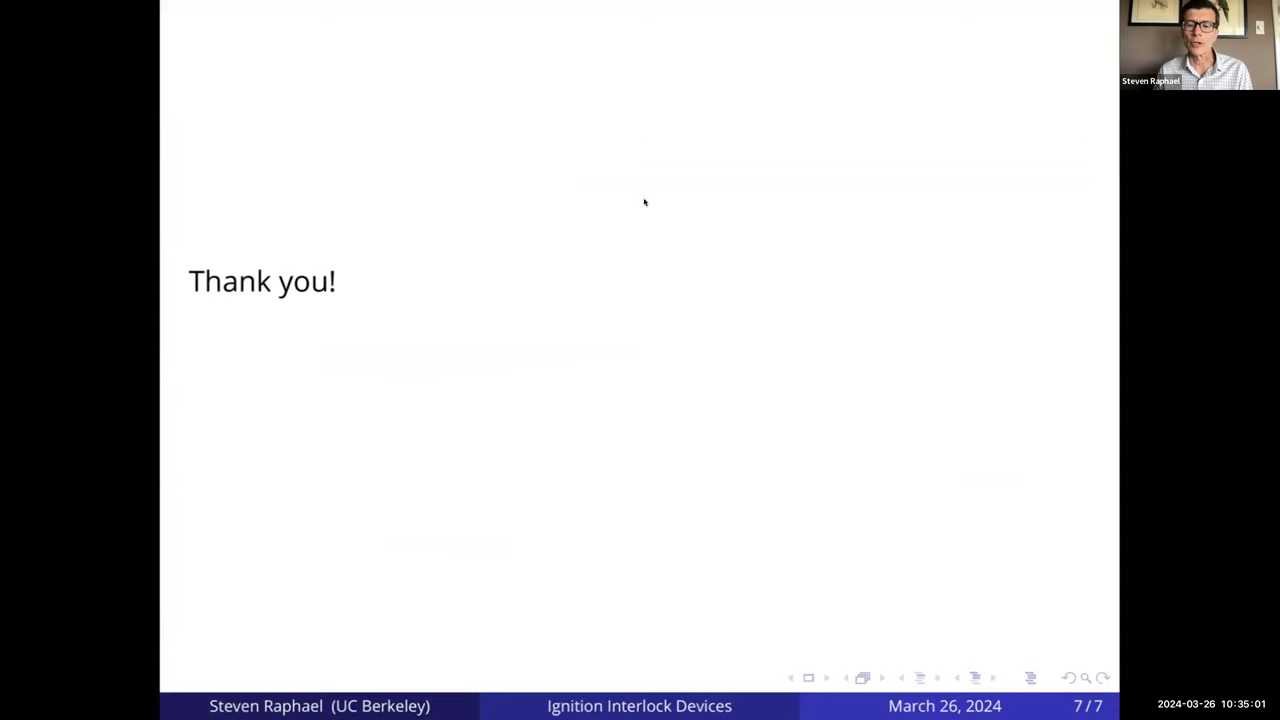 Steven Raphael
Thank you!
Steven Raphael (UC Berkeley)
Ignition Interlock Devices
March 26, 2024
7 / 7
2024-03-26 10:35:01